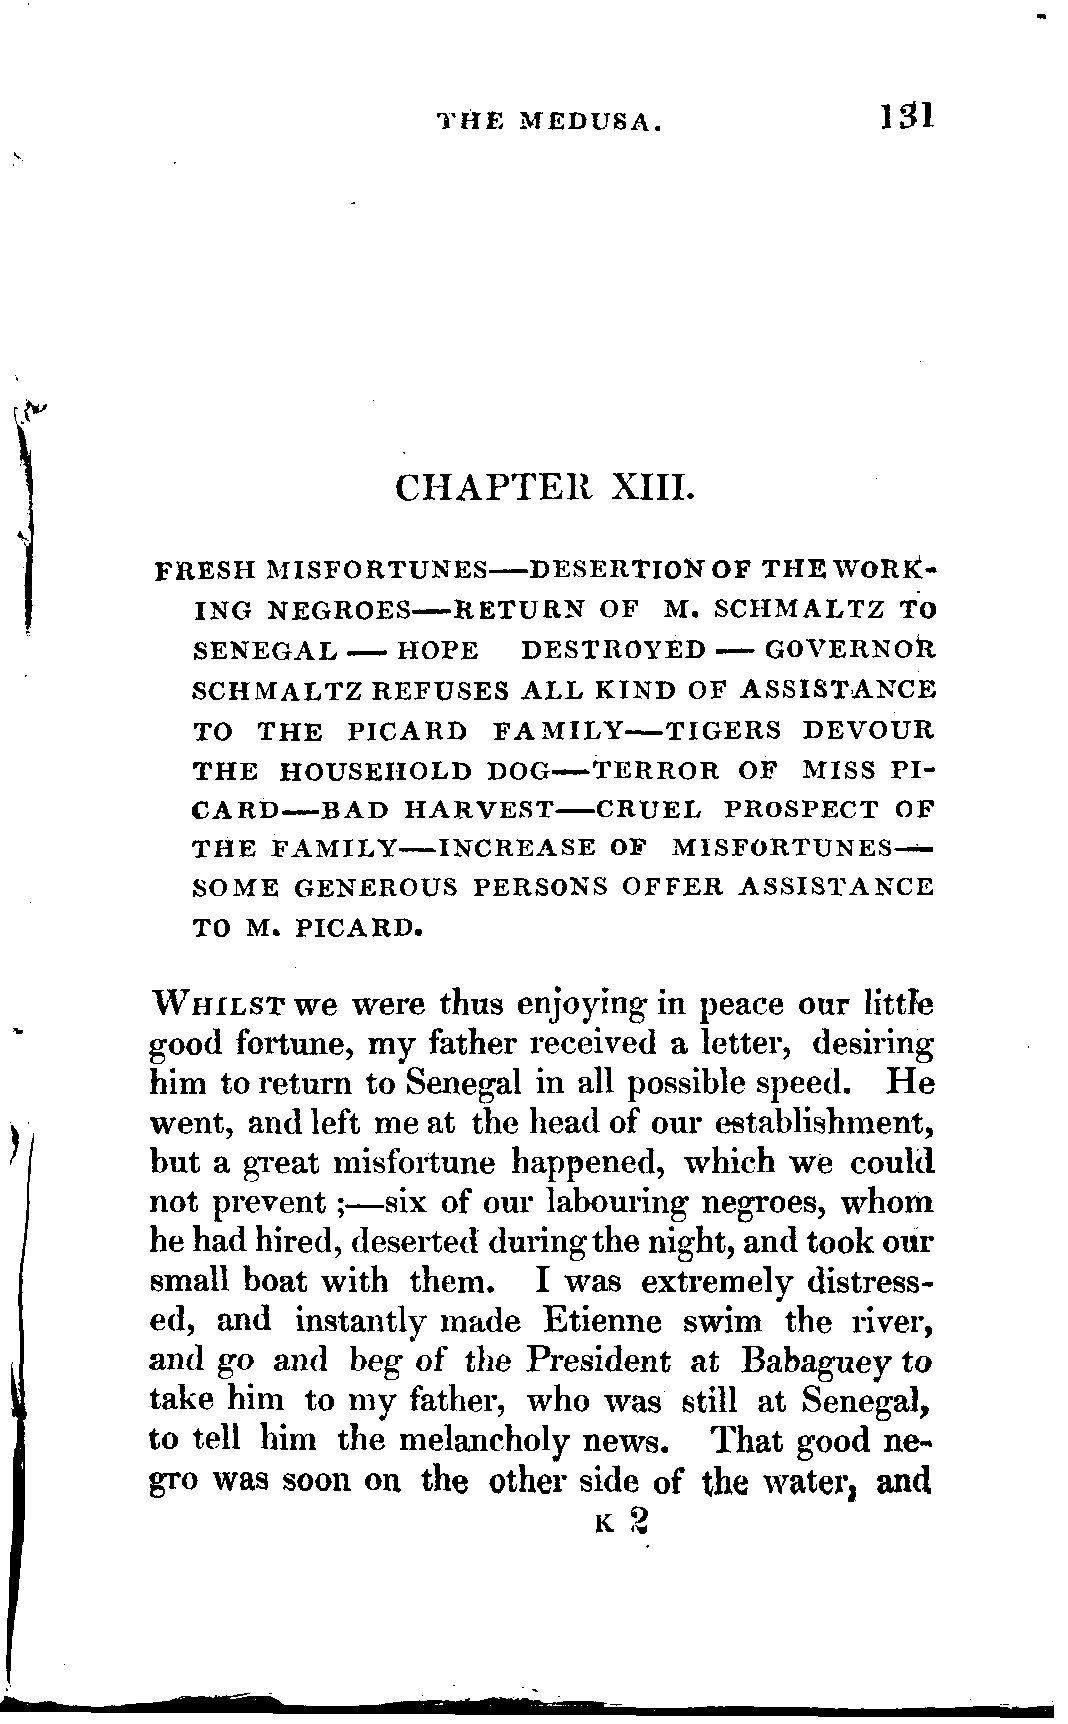 THE MEDUSA. 131
CHAPTER XIII.
FRESH MISFORTUNES—DESERTION OF THE WORK-
ING NEGROES—RETURN OF M. SCHMALTZ TO
SENEGAL — HOPE DESTROYED — GOVERNOR
SCHMALTZ REFUSES ALL KIND OF ASSISTANCE
TO THE PICARD FAMILY—TIGERS DEVOUR
THE HOUSEHOLD DOG—TERROR OF MISS PI-
CARD—BAD HARVEST—CRUEL PROSPECT OF
THE FAMILY—INCREASE OF MISFORTUNES—
SOME GENEROUS PERSONS OFFER ASSISTANCE
TO M. PICARD.
WHILST we were thus enjoying in peace our little
good fortune, my father received a letter, desiring
him to return to Senegal in all possible speed. He
went, and left me at the head of our establishment,
but a great misfortune happened, which we could
not prevent ;—six of our labouring negroes, whom
he had hired, deserted during the night, and took our
small boat with them. I was extremely distress-
ed, and instantly made Etienne swim the river,
and go and beg of the President at Babaguey to
take him to my father, who was still at Senegal,
to tell him the melancholy news. That good ne-
gro was soon on the other side of the water, and
K 2